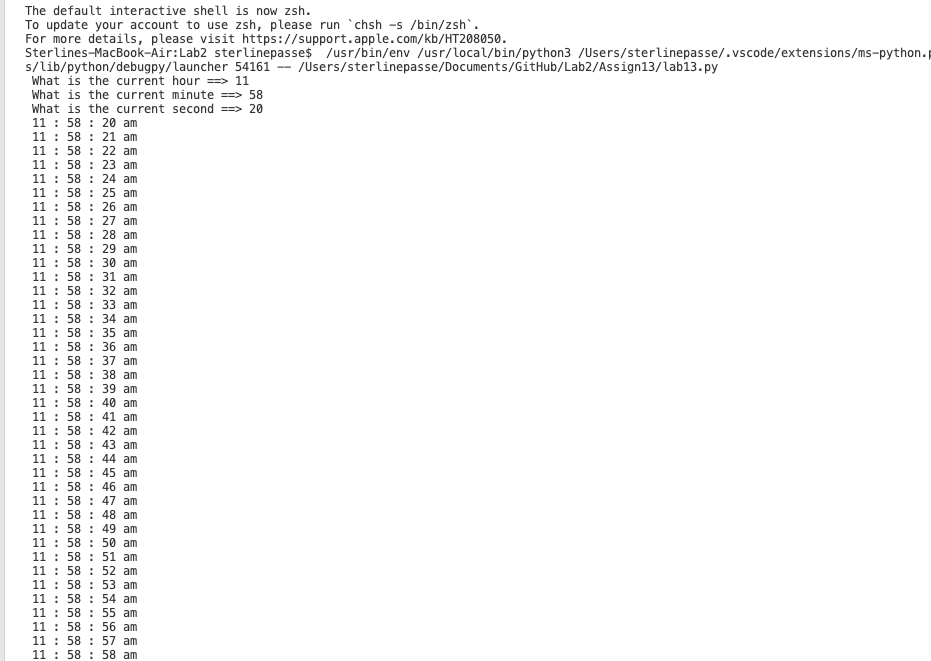 The default interactive shell is now zsh.
To update your account to use zsh, please run `chsh -s /bin/zsh`.
For more details, please visit https://support.apple.com/kb/HT208050.
Sterlines-MacBook-Air:Lab2 sterlinepasse$  /usr/bin/env /usr/local/bin/python3 /Users/sterlinepasse/.vscode/extensions/ms-python.p
s/lib/python/debugpy/launcher 54161 -- /Users/sterlinepasse/Documents/GitHub/Lab2/Assign13/lab13.py
What is the current hour ==> 11
What is the current minute ==> 58
What is the current second ==> 20
11 : 58 : 20 am
11 : 58 : 21 am
11 : 58 : 22 am
11 : 58 : 23 am
11 : 58 : 24 am
11 : 58 : 25 am
11 : 58 : 26 am
11 : 58 : 27 am
11 : 58 : 28 am
11 : 58 : 29 am
11 : 58 : 30 am
11 : 58 : 31 am
11 : 58 : 32 am
11 : 58 : 33 am
11 : 58 : 34 am
11 : 58 : 35 am
11 : 58 : 36 am
11 : 58 : 37 am
11 : 58 : 38 am
11 : 58 : 39 am
11 : 58 : 40 am
11 : 58 : 41 am
11 : 58 : 42 am
11 : 58 : 43 am
11 : 58 : 44 am
11 : 58 : 45 am
11 : 58 : 46 am
11 : 58 : 47 am
11 : 58 : 48 am
11 : 58 : 49 am
11 : 58 : 50 am
11 : 58 : 51 am
11 : 58 : 52 am
11 : 58 : 53 am
11 : 58 : 54 am
11 : 58 : 55 am
11 : 58 : 56 am
11 : 58 : 57 am
11 : 58 : 58 am